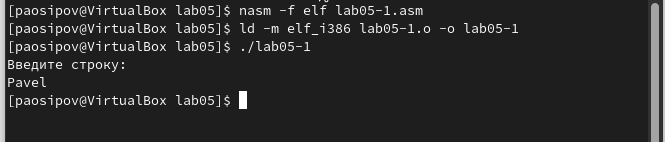 [paosipov@VirtualBox lab05]$ nasm -f elf lab05-1.asm
[paosipov@VirtualBox lab05]$ ld -m elf_i386 lab05-1.o -o lab05-1
[paosipov@VirtualBox lab05]$ ./lab05-1
Введите строку:
Pavel
[paosipov@VirtualBox lab05]$